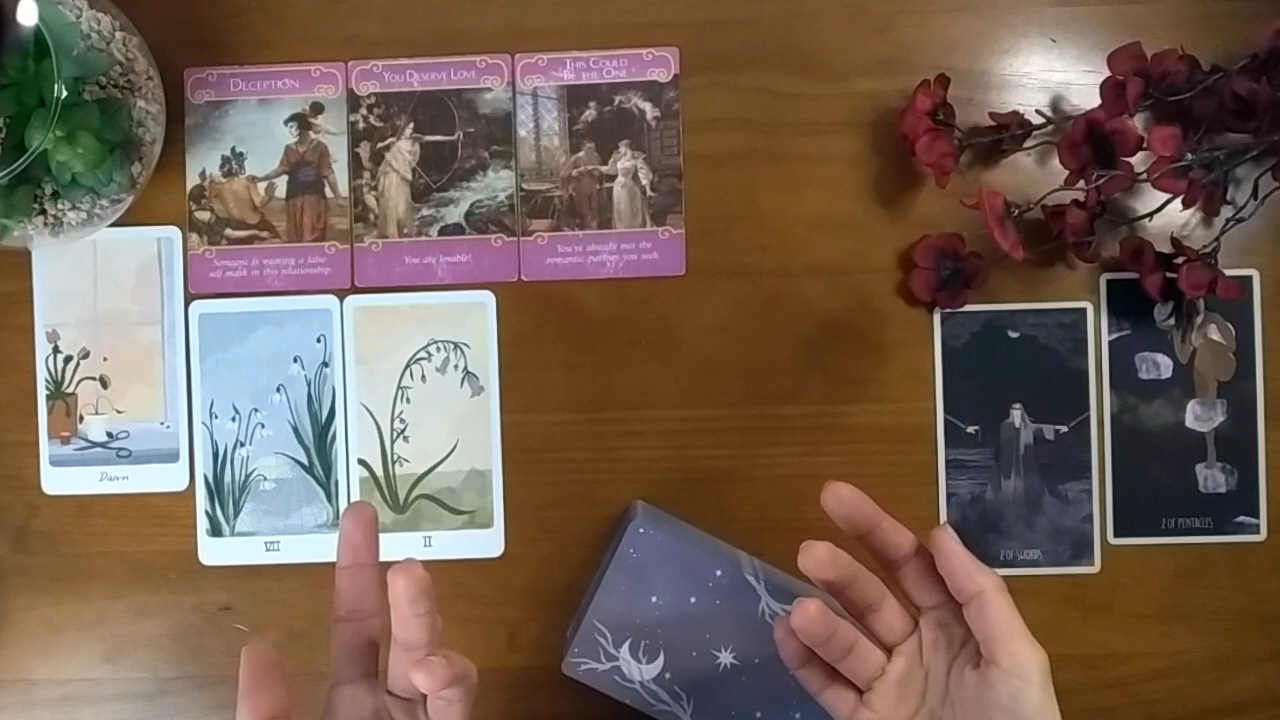 DECEPTION
Someone is wearing a false
self mask in this relationship.
YOU DESERVE LOVE
You are lovable!
THIS COULD
BE THE ONE
You've already met the
romantic partner you seek.
Dawn
VII
II
2 OF SWORDS
2 OF PENTACLES